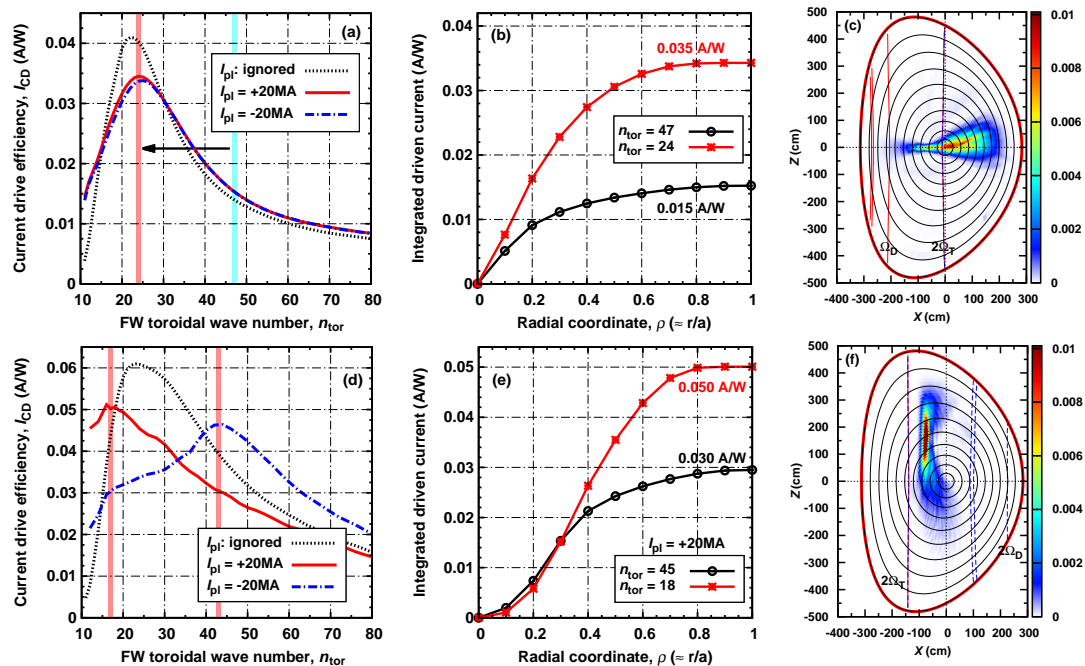 (a)
Current drive efficiency, I_CD (A/W)
0.04
0.03
0.02
0.01
0
I_pl: ignored
I_pl = +20MA
I_pl = -20MA
10 20 30 40 50 60 70 80
FW toroidal wave number, n_tor
(b)
Integrated driven current (A/W)
0.04
0.03
0.02
0.01
0
0.035 A/W
n_tor = 47
n_tor = 24
0.015 A/W
0 0.2 0.4 0.6 0.8 1
Radial coordinate, ρ (≈ r/a)
(c)
Z (cm)
500
400
300
200
100
0
-100
-200
-300
-400
-500
Ω_D
2Ω_T
-400 -300 -200 -100 0 100 200 300
X (cm)
0.01
0.008
0.006
0.004
0.002
0
(d)
Current drive efficiency, I_CD (A/W)
0.06
0.05
0.04
0.03
0.02
0.01
0
I_pl: ignored
I_pl = +20MA
I_pl = -20MA
10 20 30 40 50 60 70 80
FW toroidal wave number, n_tor
(e)
Integrated driven current (A/W)
0.05
0.04
0.03
0.02
0.01
0
0.050 A/W
0.030 A/W
I_pl = +20MA
n_tor = 45
n_tor = 18
0 0.2 0.4 0.6 0.8 1
Radial coordinate, ρ (≈ r/a)
(f)
Z (cm)
500
400
300
200
100
0
-100
-200
-300
-400
-500
2Ω_T
2Ω_D
-400 -300 -200 -100 0 100 200 300
X (cm)
0.01
0.008
0.006
0.004
0.002
0